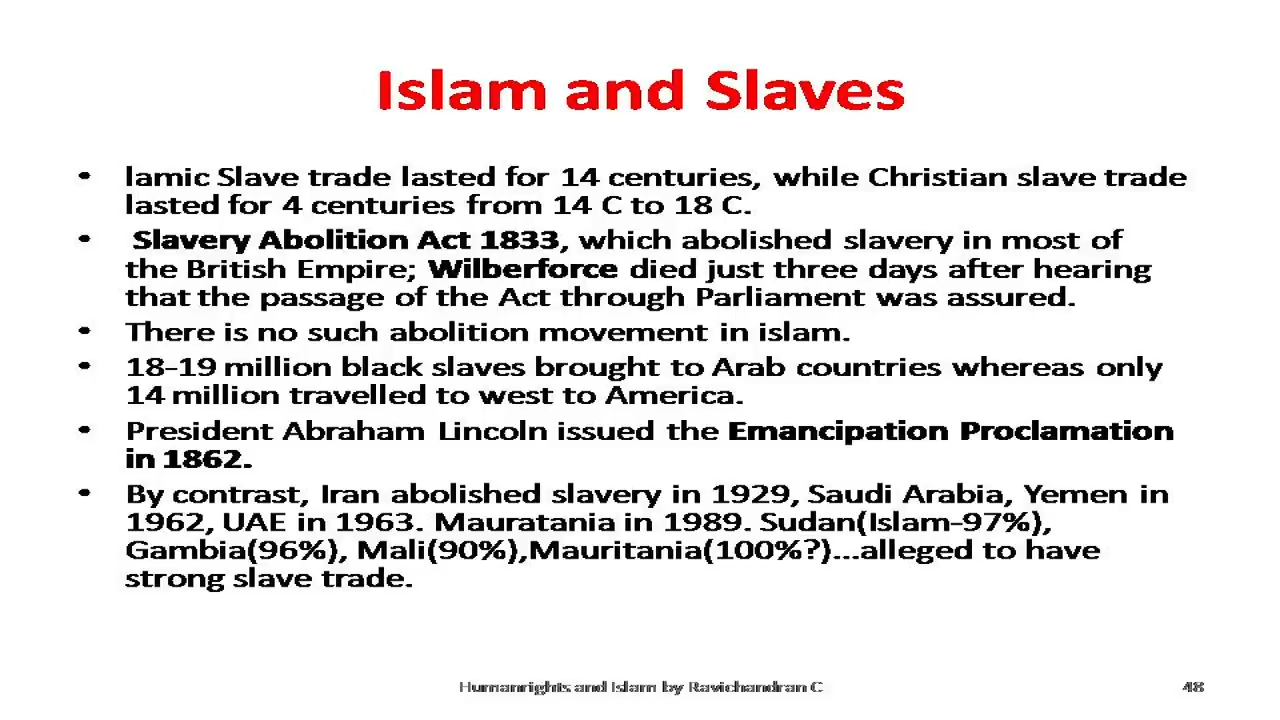 Islam and Slaves
• lamic Slave trade lasted for 14 centuries, while Christian slave trade
lasted for 4 centuries from 14 C to 18 C.
• Slavery Abolition Act 1833, which abolished slavery in most of
the British Empire; Wilberforce died just three days after hearing
that the passage of the Act through Parliament was assured.
• There is no such abolition movement in islam.
• 18-19 million black slaves brought to Arab countries whereas only
14 million travelled to west to America.
• President Abraham Lincoln issued the Emancipation Proclamation
in 1862.
• By contrast, Iran abolished slavery in 1929, Saudi Arabia, Yemen in
1962, UAE in 1963. Mauratania in 1989. Sudan(Islam-97%),
Gambia(96%), Mali(90%),Mauritania(100%?)...alleged to have
strong slave trade.
Humanrights and Islam by Ravichandran C
48